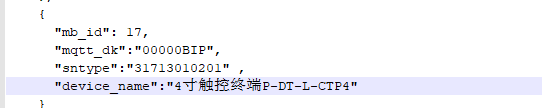 {
"mb_id": 17,
"mqtt_dk":"00000BIP",
"sntype":"31713010201" ,
"device_name":"4寸触控终端P-DT-L-CTP4"